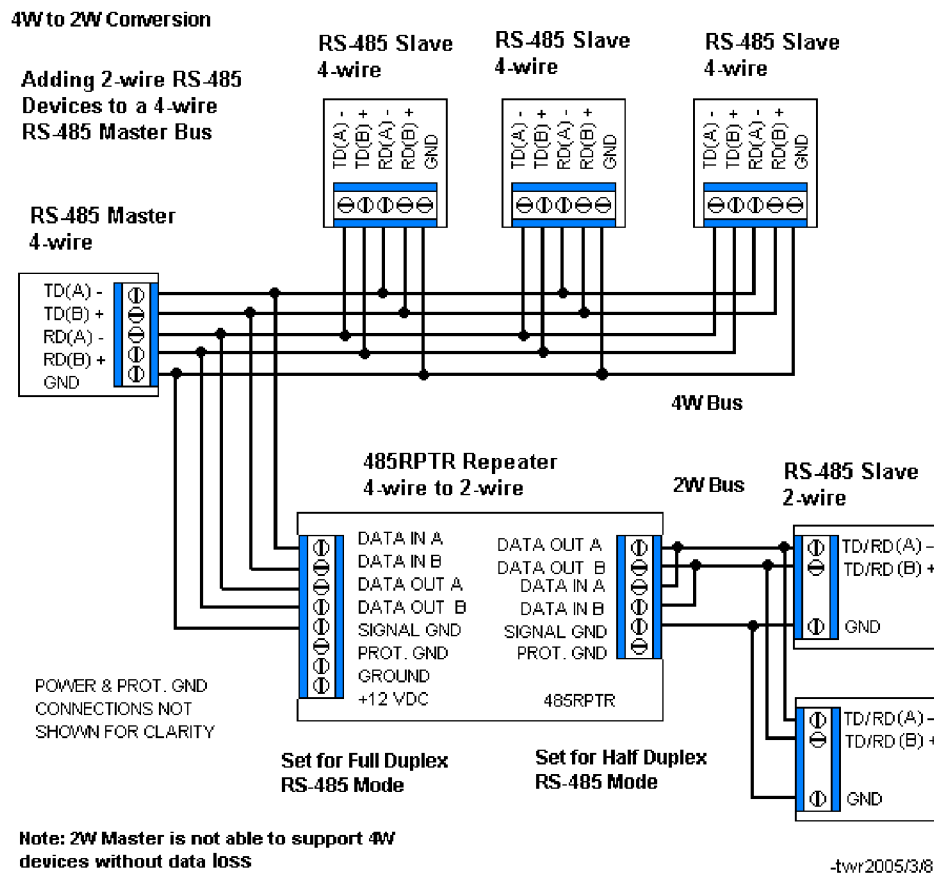 4W to 2W Conversion
Adding 2-wire RS-485
Devices to a 4-wire
RS-485 Master Bus
RS-485 Slave
4-wire
RS-485 Slave
4-wire
RS-485 Slave
4-wire
TD(A) -
TD(B) +
RD(A) -
RD(B) +
GND
TD(A) -
TD(B) +
RD(A) -
RD(B) +
GND
TD(A) -
TD(B) +
RD(A) -
RD(B) +
GND
RS-485 Master
4-wire
TD(A) -
TD(B) +
RD(A) -
RD(B) +
GND
4W Bus
485RPTR Repeater
4-wire to 2-wire
2W Bus
RS-485 Slave
2-wire
DATA IN A
DATA IN B
DATA OUT A
DATA OUT B
SIGNAL GND
PROT. GND
GROUND
+12 VDC
DATA OUT A
DATA OUT B
DATA IN A
DATA IN B
SIGNAL GND
PROT. GND
485RPTR
TD/RD(A) -
TD/RD (B) +
GND
TD/RD(A) -
TD/RD (B) +
GND
POWER & PROT. GND
CONNECTIONS NOT
SHOWN FOR CLARITY
Set for Full Duplex
RS-485 Mode
Set for Half Duplex
RS-485 Mode
Note: 2W Master is not able to support 4W
devices without data loss
-twr2005/3/8